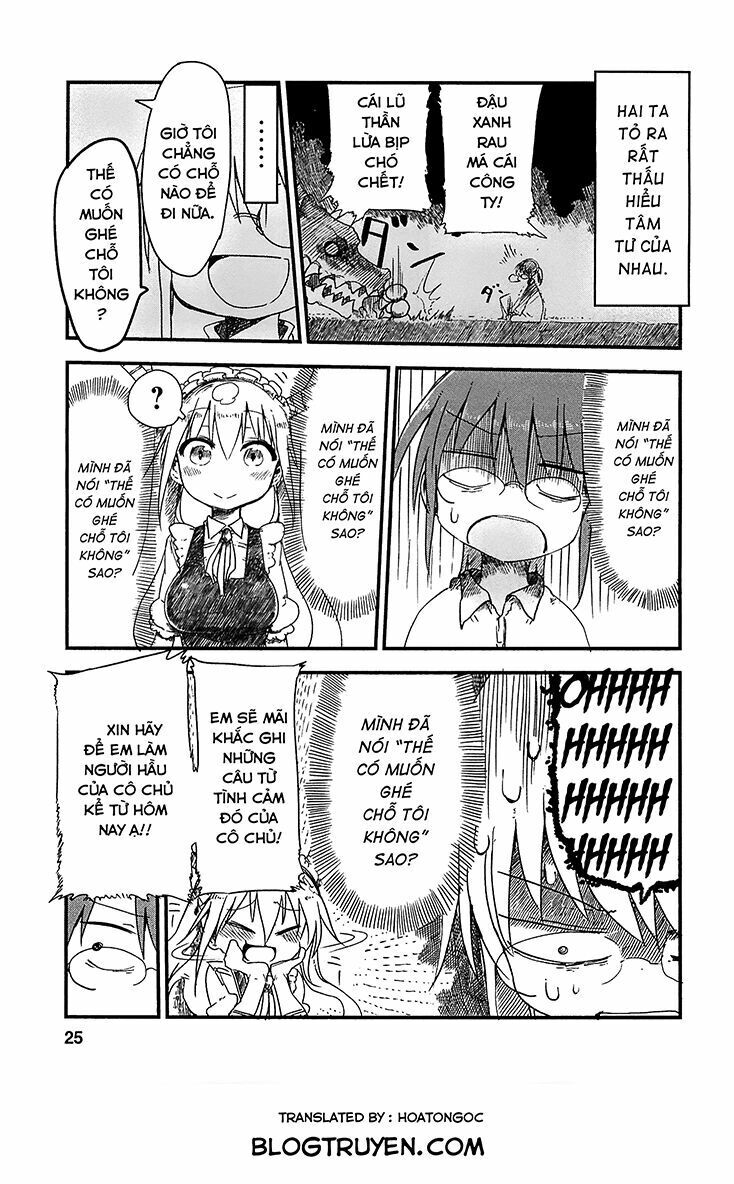 HAI TA
TỎ RA
RẤT
THẤU
HIỂU
TÂM
TƯ CỦA
NHAU.
ĐẬU
XANH
RAU
MÁ CÁI
CÔNG
TY!
CÁI LŨ
THẦN
LỪA BỊP
CHÓ
CHẾT!
ダン
ダ
......
GIỜ TÔI
CHẲNG
CÓ CHỖ
NÀO ĐỂ
ĐI NỮA.
THẾ
CÓ
MUỐN
GHÉ
CHỖ
TÔI
KHÔNG
?
MÌNH ĐÃ
NÓI “THẾ
CÓ MUỐN
GHÉ
CHỖ TÔI
KHÔNG”
SAO?
MÌNH ĐÃ
NÓI “THẾ
CÓ MUỐN
GHÉ
CHỖ TÔI
KHÔNG”
SAO?
?
MÌNH ĐÃ
NÓI “THẾ
CÓ MUỐN
GHÉ
CHỖ TÔI
KHÔNG”
SAO?
OHHHH
HHHHH
HHHHH
HHHHH
MÌNH ĐÃ
NÓI “THẾ
CÓ MUỐN
GHÉ
CHỖ TÔI
KHÔNG”
SAO?
EM SẼ MÃI
KHẮC GHI
NHỮNG
CÂU TỪ
TÌNH CẢM
ĐÓ CỦA
CÔ CHỦ!
XIN HÃY
ĐỂ EM LÀM
NGƯỜI HẦU
CỦA CÔ CHỦ
KỂ TỪ HÔM
NAY Ạ!!
25
TRANSLATED BY : HOATONGOC
BLOGTRUYEN.COM